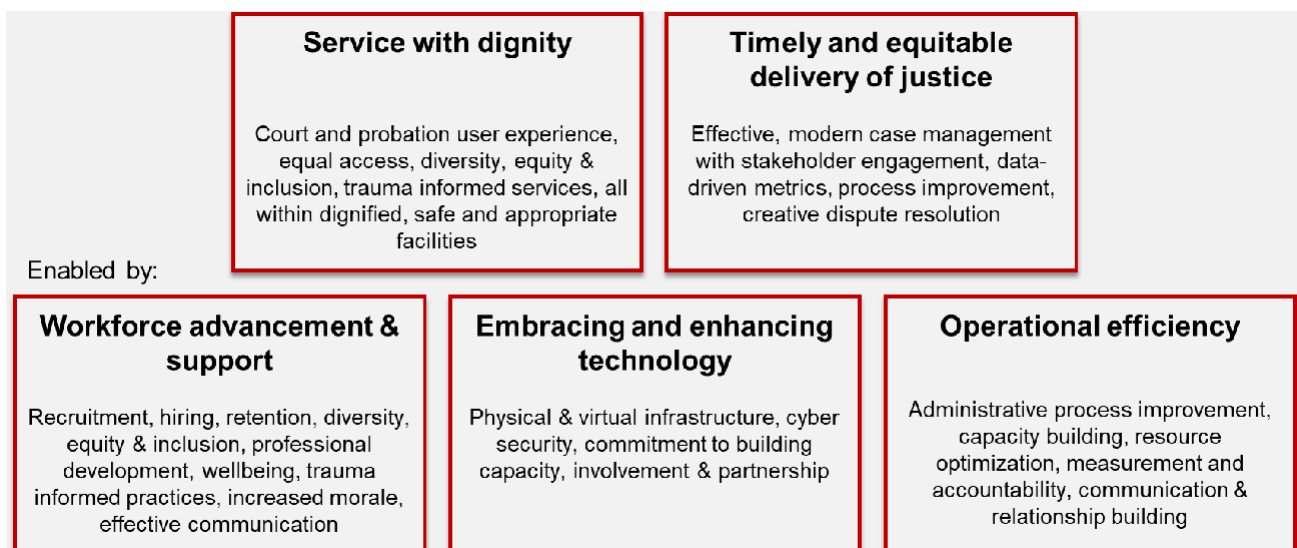 Service with dignity
Court and probation user experience,
equal access, diversity, equity &
inclusion, trauma informed services, all
within dignified, safe and appropriate
facilities
Timely and equitable
delivery of justice
Effective, modern case management
with stakeholder engagement, data-
driven metrics, process improvement,
creative dispute resolution
Enabled by:
Workforce advancement &
support
Recruitment, hiring, retention, diversity,
equity & inclusion, professional
development, wellbeing, trauma
informed practices, increased morale,
effective communication
Embracing and enhancing
technology
Physical & virtual infrastructure, cyber
security, commitment to building
capacity, involvement & partnership
Operational efficiency
Administrative process improvement,
capacity building, resource
optimization, measurement and
accountability, communication &
relationship building